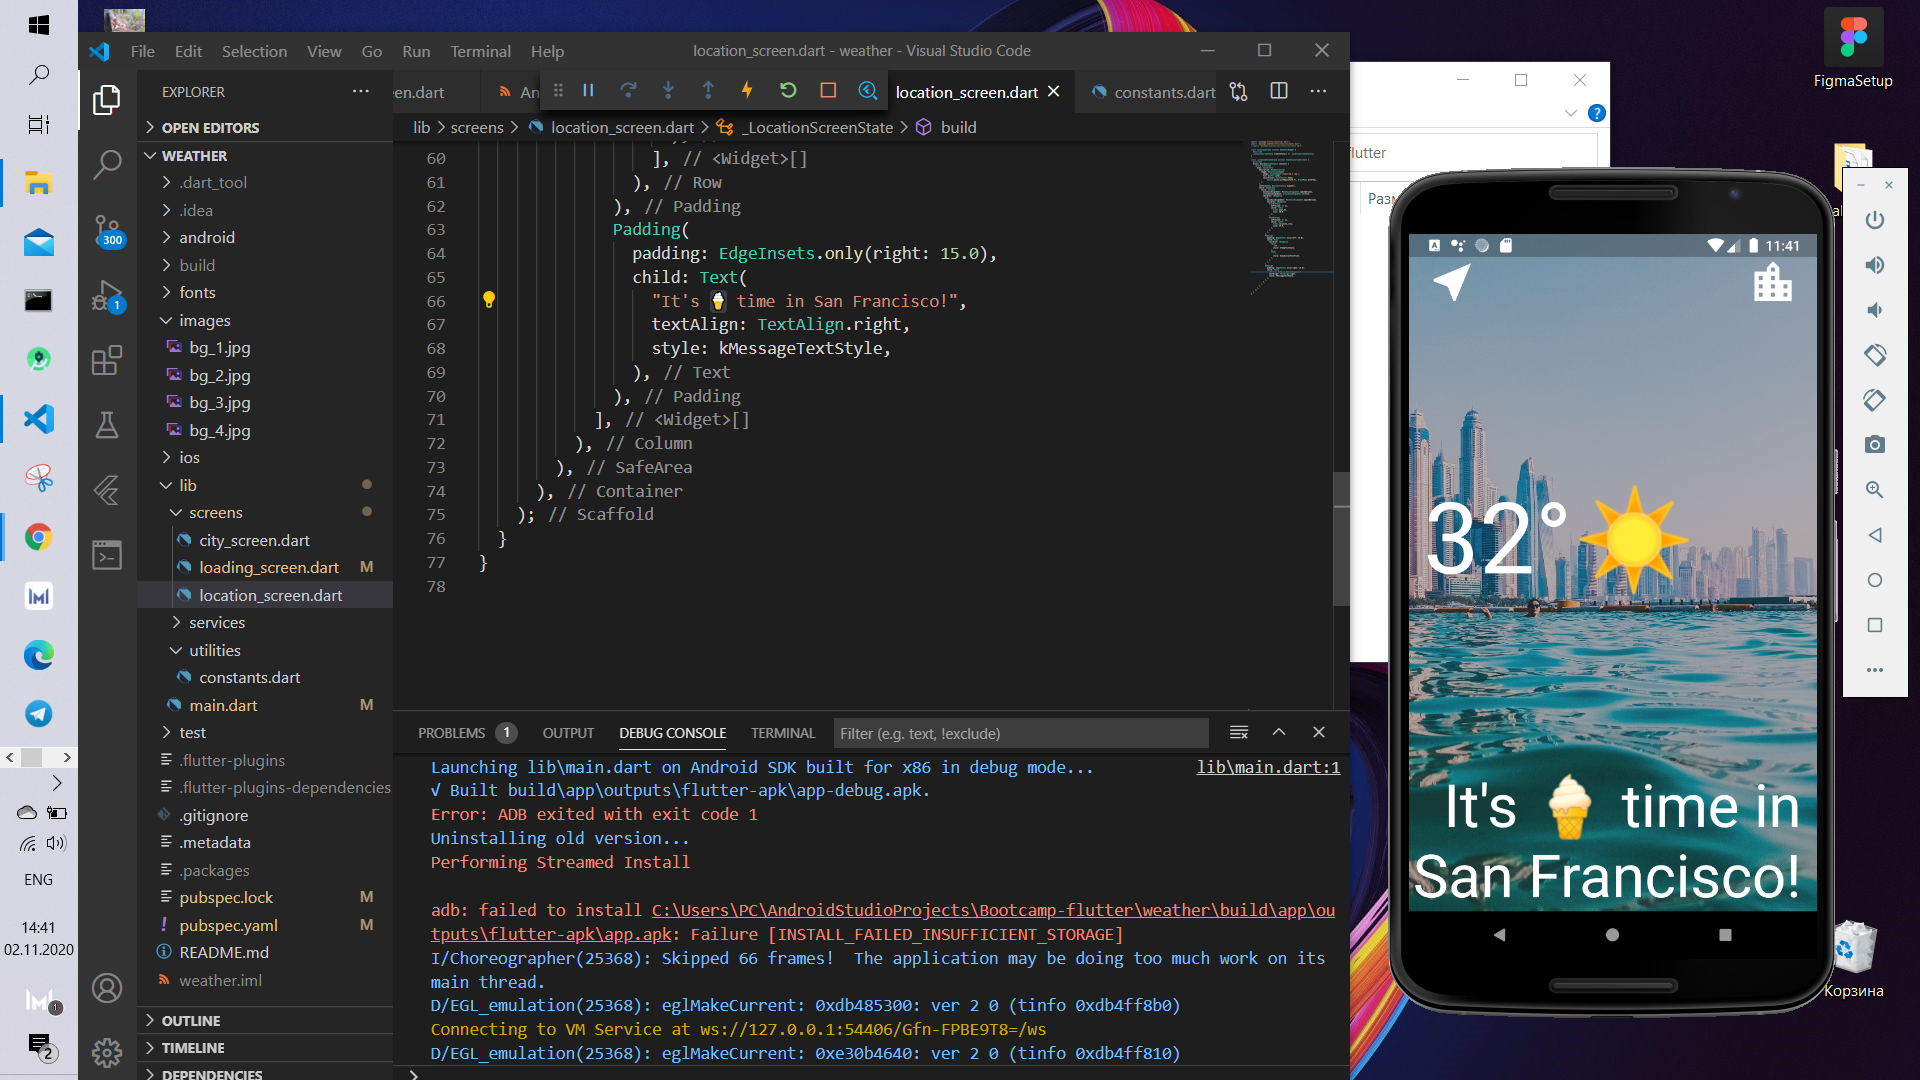 File Edit Selection View Go Run Terminal Help
location_screen.dart - weather - Visual Studio Code
EXPLORER
OPEN EDITORS
WEATHER
.dart_tool
.idea
android
build
fonts
images
bg_1.jpg
bg_2.jpg
bg_3.jpg
bg_4.jpg
ios
lib
screens
city_screen.dart
loading_screen.dart M
location_screen.dart
services
utilities
constants.dart
main.dart M
test
.flutter-plugins
.flutter-plugins-dependencies
.gitignore
.metadata
.packages
pubspec.lock M
pubspec.yaml M
README.md
weather.iml
OUTLINE
TIMELINE
DEPENDENCIES
300
1
en.dart
An
location_screen.dart
constants.dart
lib > screens > location_screen.dart > _LocationScreenState > build
60 ], // <Widget>[]
61 ), // Row
62 ), // Padding
63 Padding(
64 padding: EdgeInsets.only(right: 15.0),
65 child: Text(
66 "It's 🍦 time in San Francisco!",
67 textAlign: TextAlign.right,
68 style: kMessageTextStyle,
69 ), // Text
70 ), // Padding
71 ], // <Widget>[]
72 ), // Column
73 ), // SafeArea
74 ), // Container
75 ); // Scaffold
76 }
77 }
78
PROBLEMS 1 OUTPUT DEBUG CONSOLE TERMINAL Filter (e.g. text, !exclude)
Launching lib\main.dart on Android SDK built for x86 in debug mode... lib\main.dart:1
√ Built build\app\outputs\flutter-apk\app-debug.apk.
Error: ADB exited with exit code 1
Uninstalling old version...
Performing Streamed Install
adb: failed to install C:\Users\PC\AndroidStudioProjects\Bootcamp-flutter\weather\build\app\ou
tputs\flutter-apk\app.apk: Failure [INSTALL_FAILED_INSUFFICIENT_STORAGE]
I/Choreographer(25368): Skipped 66 frames!  The application may be doing too much work on its
main thread.
D/EGL_emulation(25368): eglMakeCurrent: 0xdb485300: ver 2 0 (tinfo 0xdb4ff8b0)
Connecting to VM Service at ws://127.0.0.1:54406/Gfn-FPBE9T8=/ws
D/EGL_emulation(25368): eglMakeCurrent: 0xe30b4640: ver 2 0 (tinfo 0xdb4ff810)
ENG
14:41
02.11.2020
1
2
FigmaSetup
flutter
Разм
11:41
32°
It's 🍦 time in
San Francisco!
Корзина